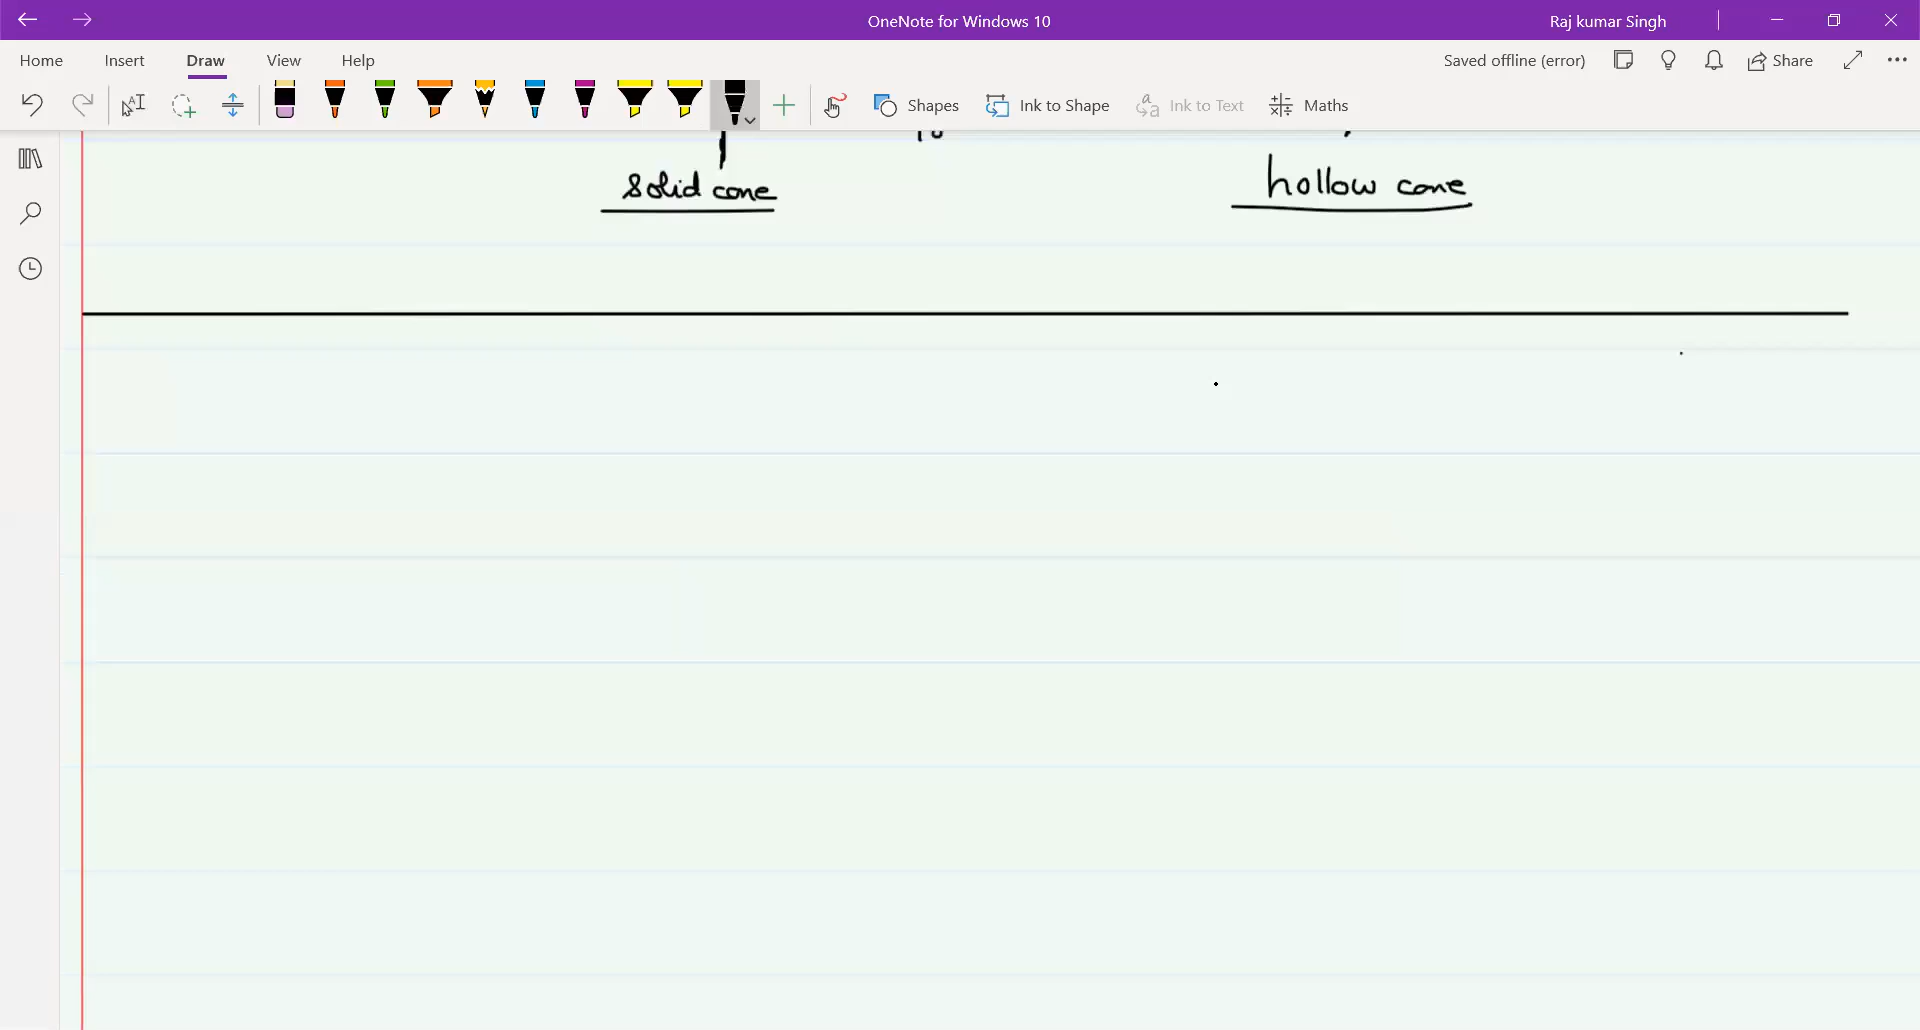 OneNote for Windows 10
Raj kumar Singh
Home Insert Draw View Help
Saved offline (error) Share
Shapes Ink to Shape Ink to Text Maths
solid cone
hollow cone